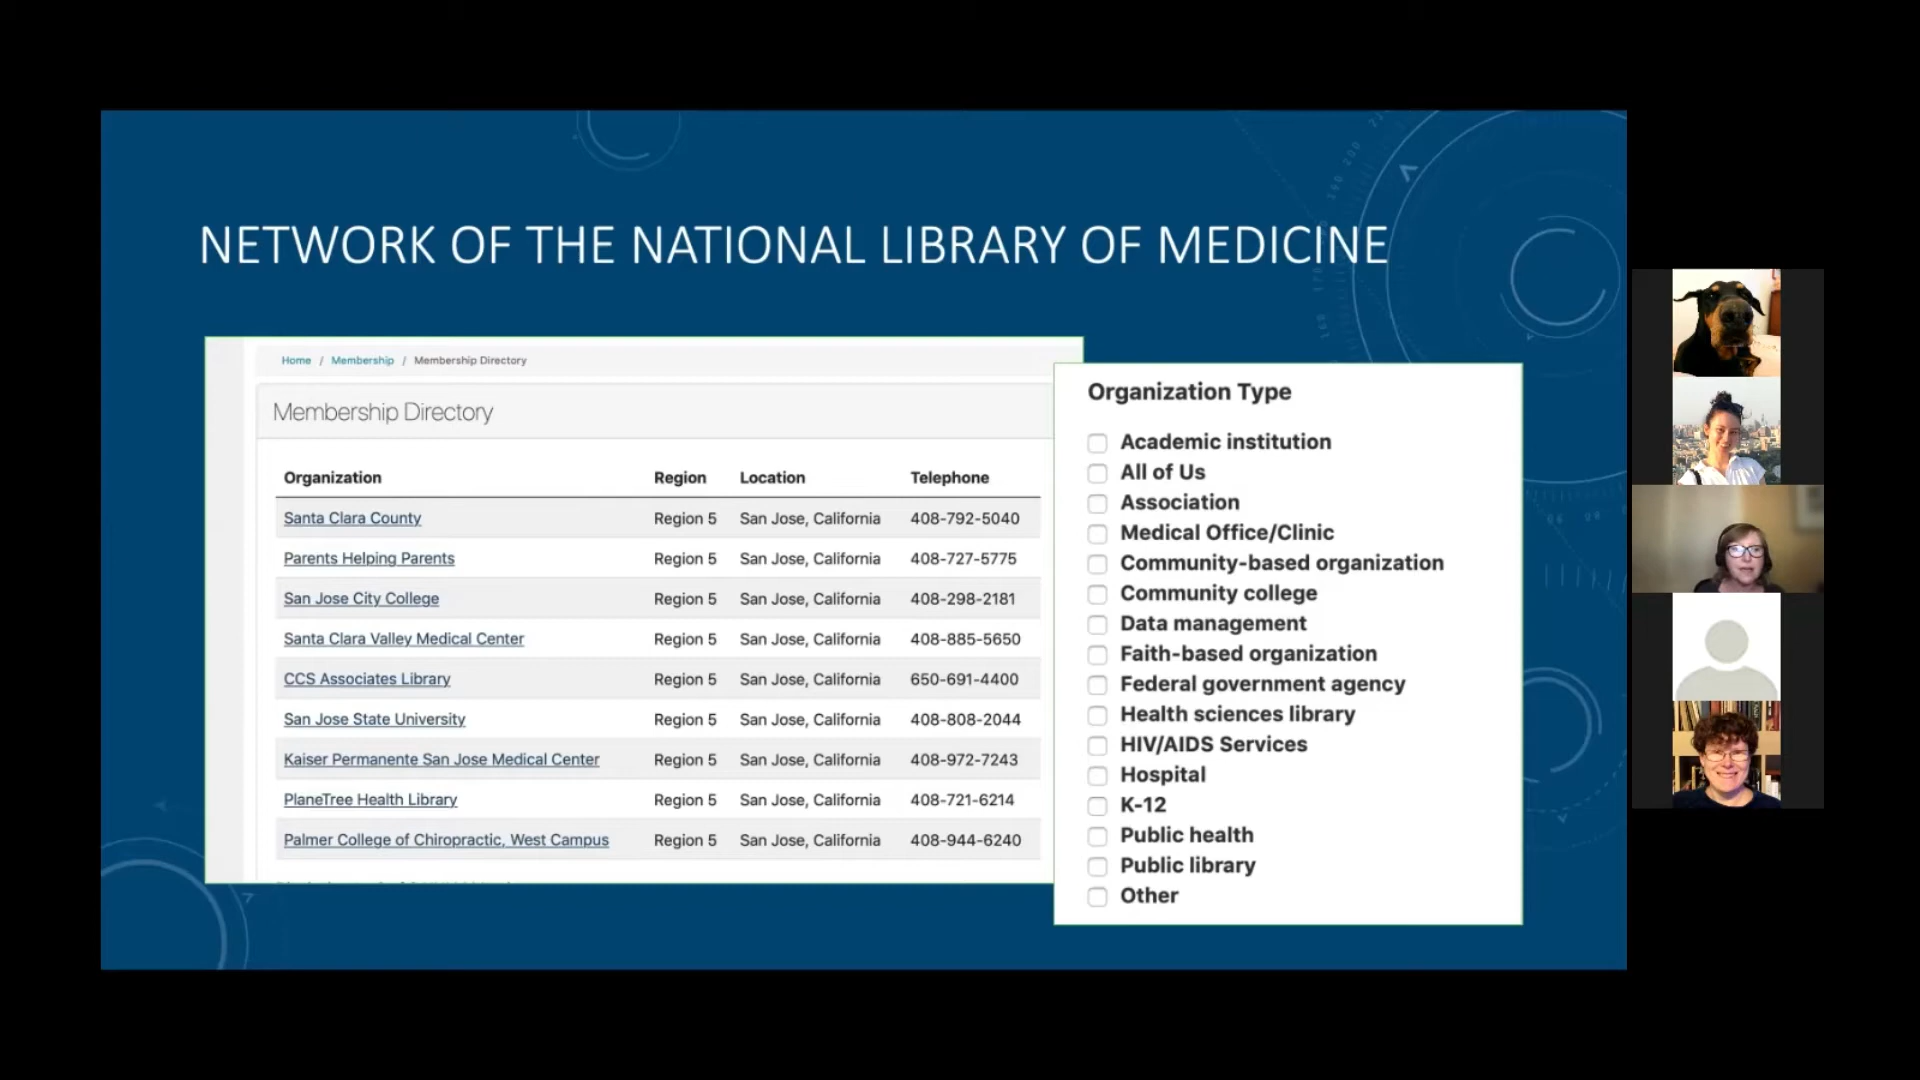 NETWORK OF THE NATIONAL LIBRARY OF MEDICINE
Home / Membership / Membership Directory
Membership Directory
Organization Region Location Telephone
Santa Clara County Region 5 San Jose, California 408-792-5040
Parents Helping Parents Region 5 San Jose, California 408-727-5775
San Jose City College Region 5 San Jose, California 408-298-2181
Santa Clara Valley Medical Center Region 5 San Jose, California 408-885-5650
CCS Associates Library Region 5 San Jose, California 650-691-4400
San Jose State University Region 5 San Jose, California 408-808-2044
Kaiser Permanente San Jose Medical Center Region 5 San Jose, California 408-972-7243
PlaneTree Health Library Region 5 San Jose, California 408-721-6214
Palmer College of Chiropractic, West Campus Region 5 San Jose, California 408-944-6240
Organization Type
Academic institution
All of Us
Association
Medical Office/Clinic
Community-based organization
Community college
Data management
Faith-based organization
Federal government agency
Health sciences library
HIV/AIDS Services
Hospital
K-12
Public health
Public library
Other